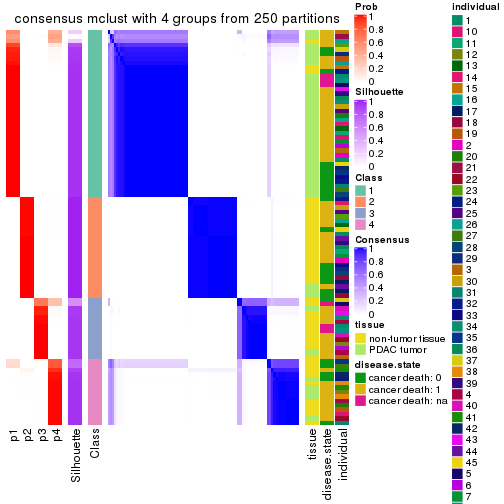 consensus mclust with 4 groups from 250 partitions
p1
p2
p3
p4
Silhouette
Class
tissue
disease.state
individual
Prob
1
0.8
0.6
0.4
0.2
0
Silhouette
1
0.8
0.6
0.4
0.2
0
Class
1
2
3
4
Consensus
1
0.8
0.6
0.4
0.2
0
tissue
non-tumor tissue
PDAC tumor
disease.state
cancer death: 0
cancer death: 1
cancer death: na
individual
1
10
11
12
13
14
15
16
17
18
19
2
20
21
22
23
24
25
26
27
28
29
3
30
31
32
33
34
35
36
37
38
39
4
40
41
42
43
44
45
5
6
7